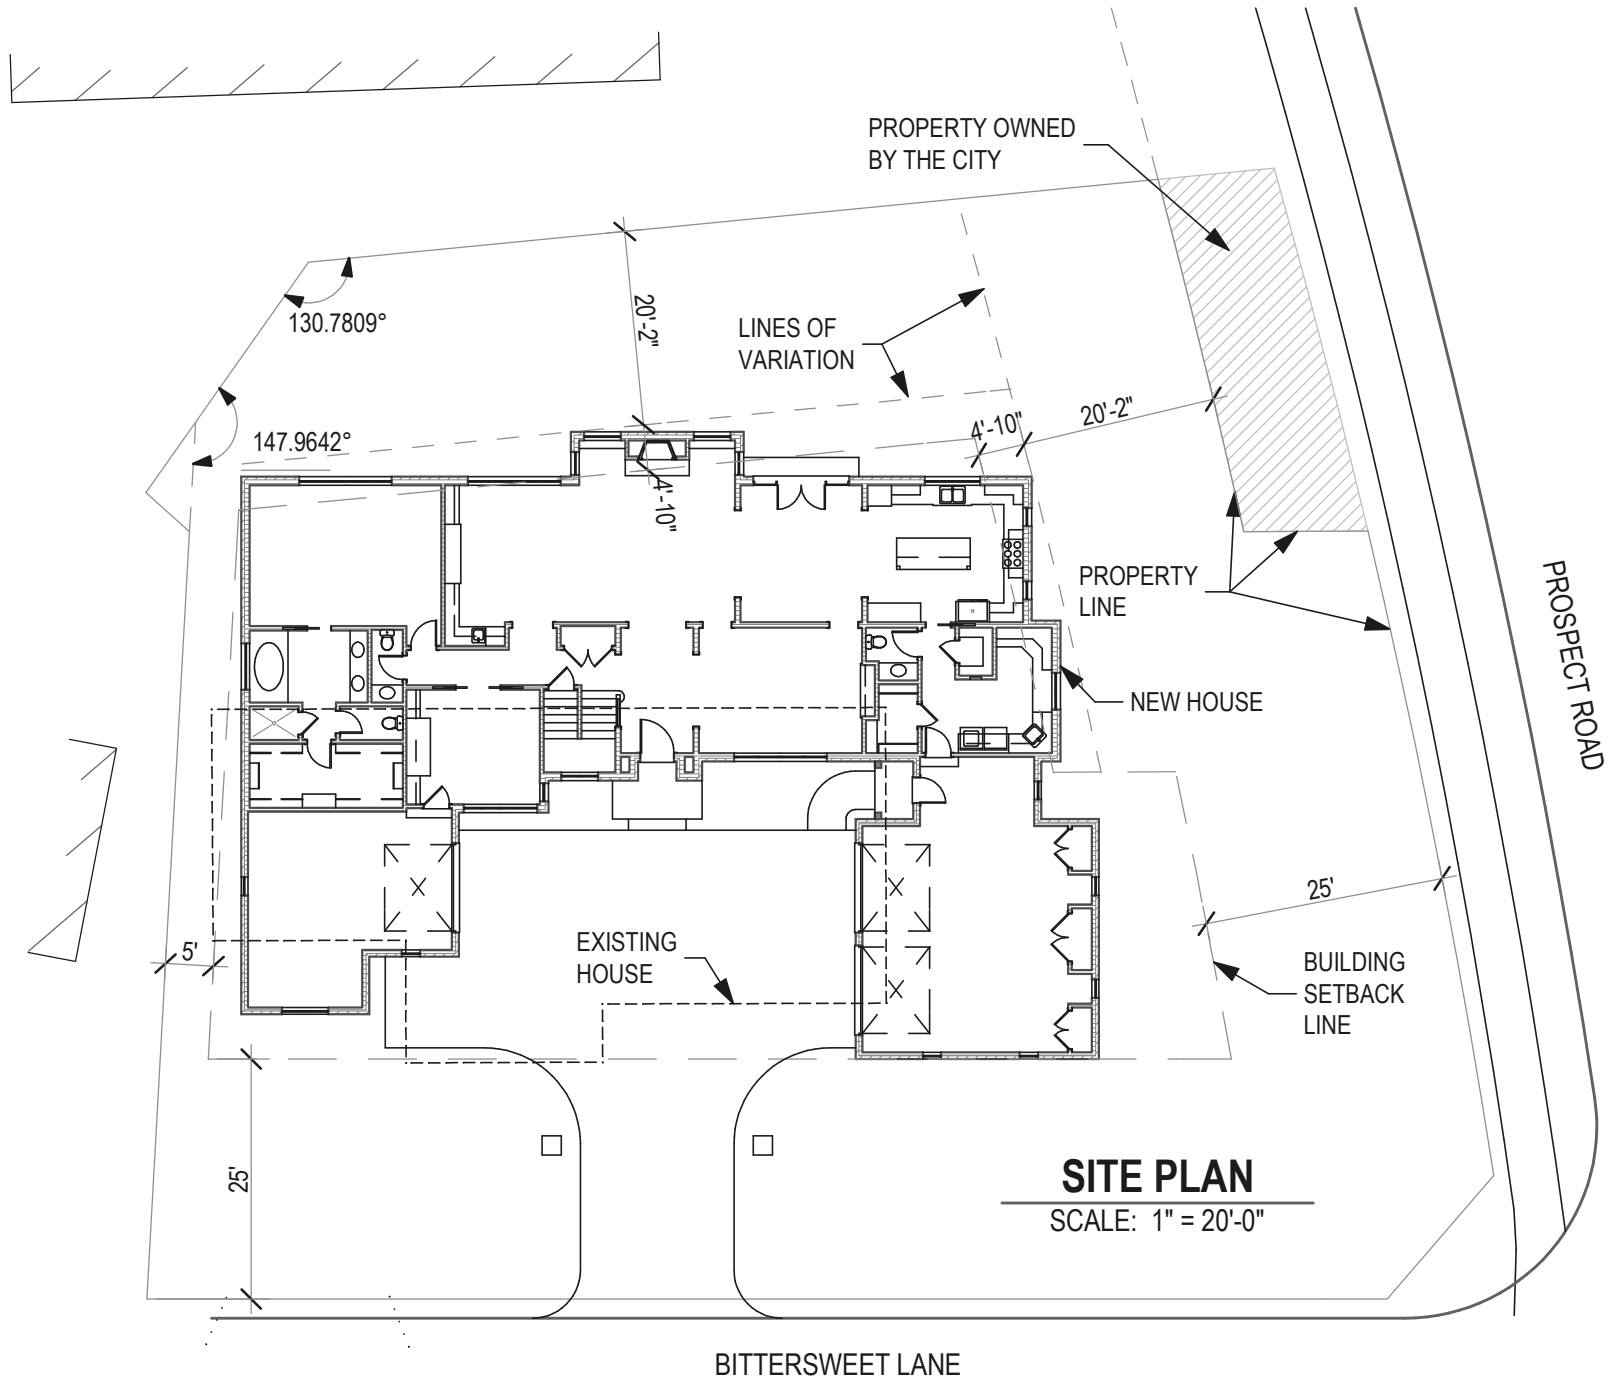 PROPERTY OWNED
BY THE CITY
130.7809°
20'-2"
LINES OF
VARIATION
147.9642°
4'-10"
20'-2"
4'-10"
R
PROPERTY
LINE
PROSPECT ROAD
NEW HOUSE
25'
5'
EXISTING
HOUSE
BUILDING
SETBACK
LINE
25'
SITE PLAN
SCALE: 1" = 20'-0"
BITTERSWEET LANE